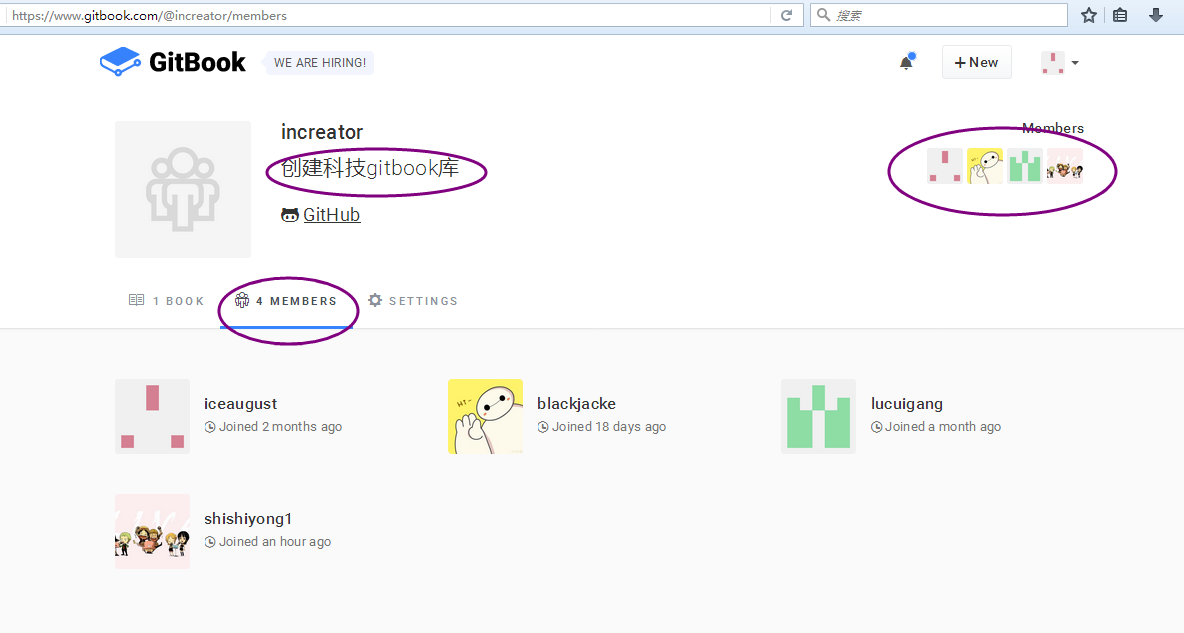 https://www.gitbook.com/@increator/members
搜索
GitBook
WE ARE HIRING!
+ New
increator
创建科技gitbook库
GitHub
Members
1 BOOK
4 MEMBERS
SETTINGS
iceaugust
Joined 2 months ago
HI~
blackjacke
Joined 18 days ago
lucuigang
Joined a month ago
shishiyong1
Joined an hour ago